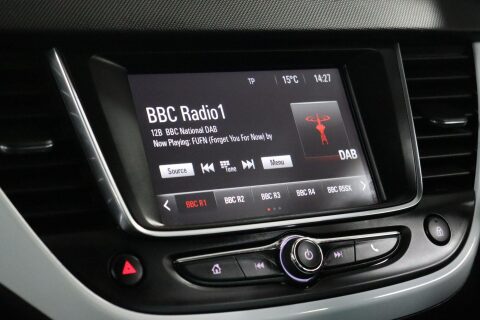 TP 15°C 14:27
BBC Radio1
12B BBC National DAB
Now Playing: FUFN (Forget You For Now) by
DAB
Source Tone Menu
BBC R1 BBC R2 BBC R3 BBC R4 BBC R5SX